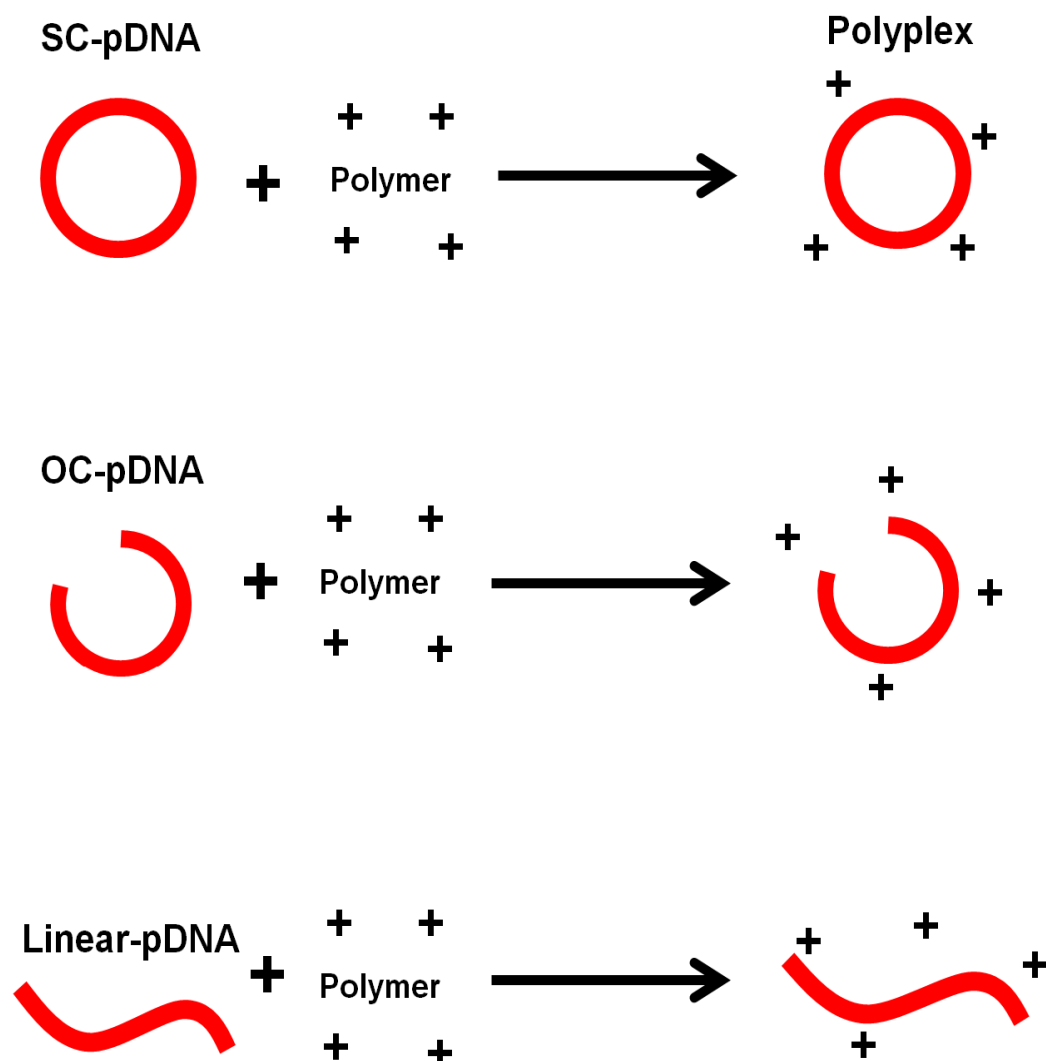 SC-pDNA
Polyplex
+ +
+ Polymer
+ +
+
+
+ +
OC-pDNA
+ +
+ Polymer
+ +
+
+
+
+
Linear-pDNA
+ +
+ Polymer
+ +
+
+
+
+